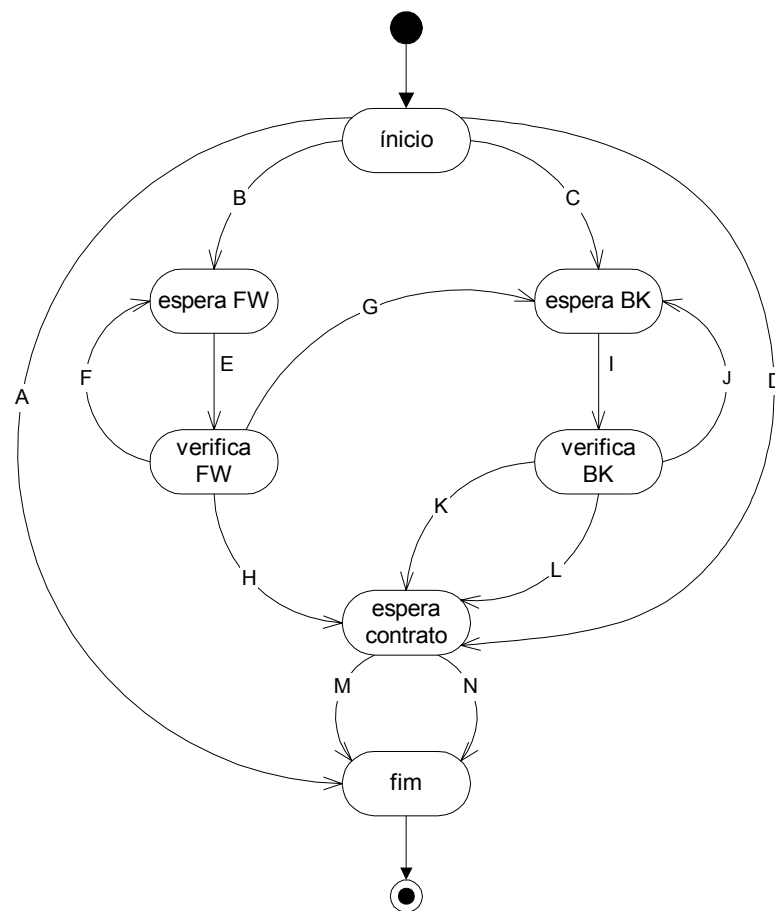 ínicio
B
C
espera FW
espera BK
G
E
I
F
J
A
D
verifica
FW
verifica
BK
K
L
H
espera
contrato
M
N
fim